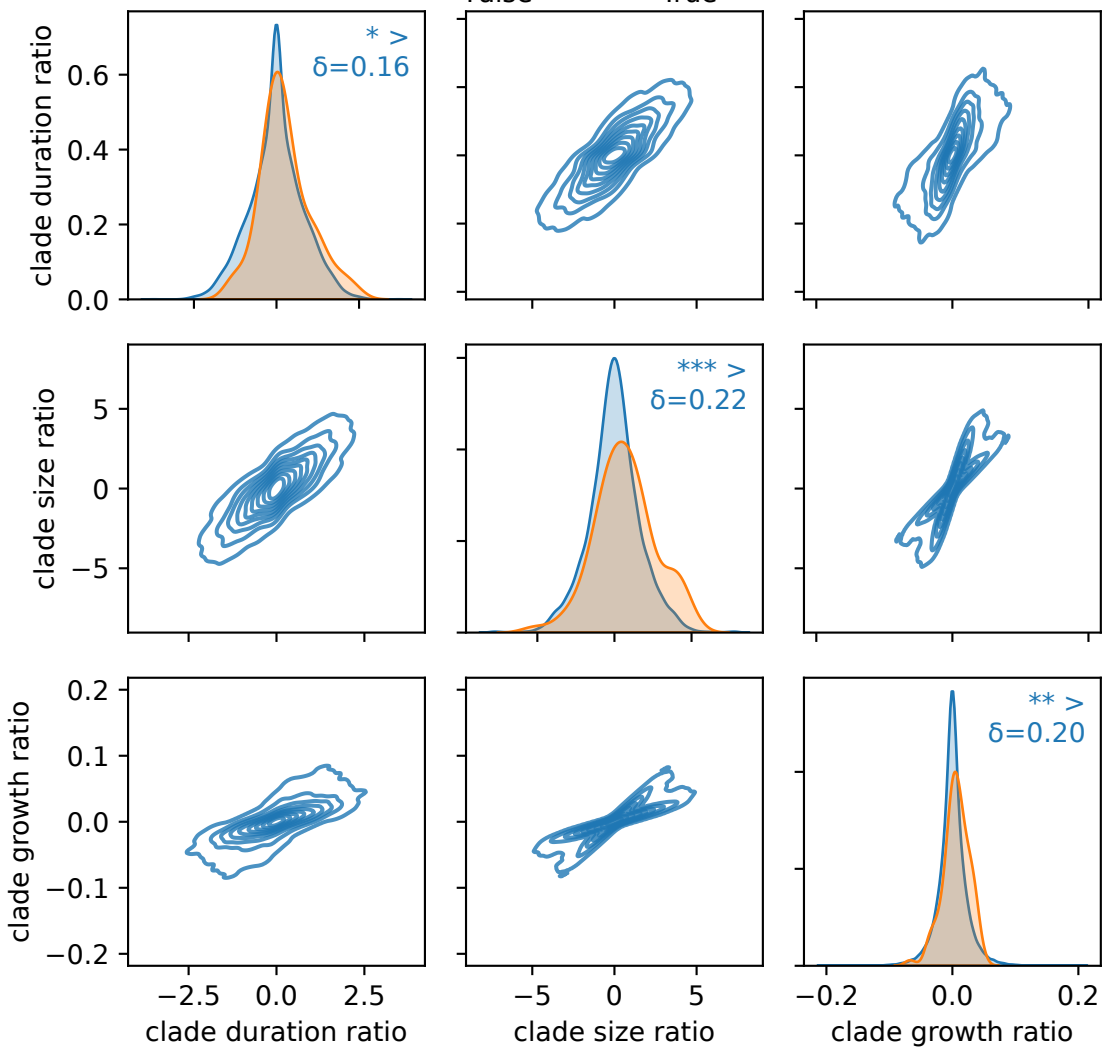 clade duration ratio
0.6
0.4
0.2
0.0
* >
δ=0.16
clade size ratio
5
0
−5
*** >
δ=0.22
clade growth ratio
0.2
0.1
0.0
−0.1
−0.2
** >
δ=0.20
−2.5 0.0 2.5
−5 0 5
−0.2 0.0 0.2
clade duration ratio
clade size ratio
clade growth ratio